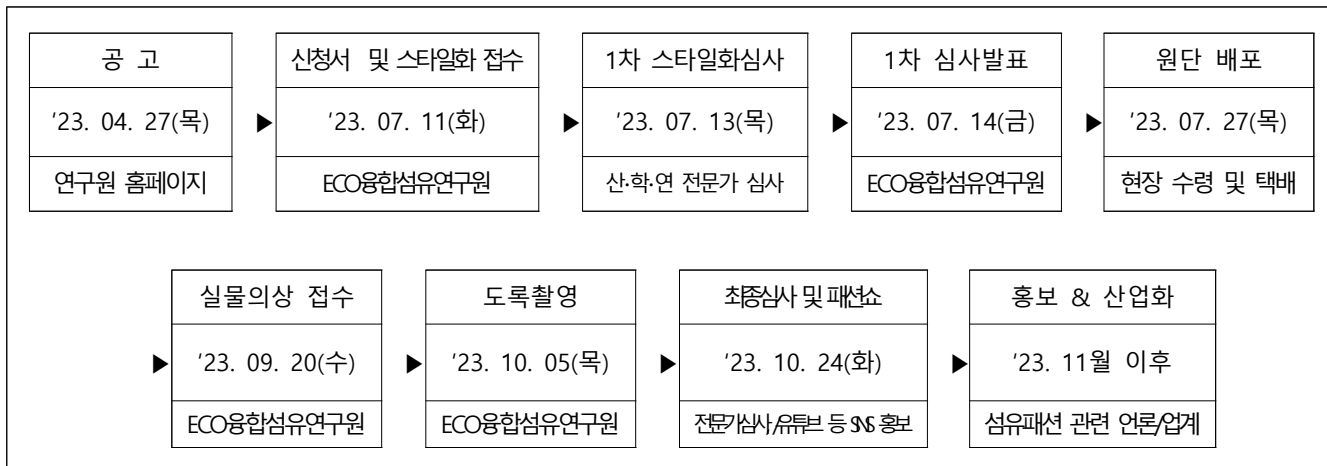 공 고
신청서 및 스타일화 접수
1차 스타일화심사
1차 심사발표
원단 배포
'23. 04. 27(목)
▶
'23. 07. 11(화)
▶
'23. 07. 13(목)
▶
'23. 07. 14(금)
▶
'23. 07. 27(목)
연구원 홈페이지
ECO융합섬유연구원
산·학·연 전문가 심사
ECO융합섬유연구원
현장 수령 및 택배
실물의상 접수
도록촬영
최종심사 및 패션쇼
홍보 & 산업화
▶
'23. 09. 20(수)
▶
'23. 10. 05(목)
▶
'23. 10. 24(화)
▶
'23. 11월 이후
ECO융합섬유연구원
ECO융합섬유연구원
전문가심사/유튜브 등 SNS 홍보
섬유패션 관련 언론/업계